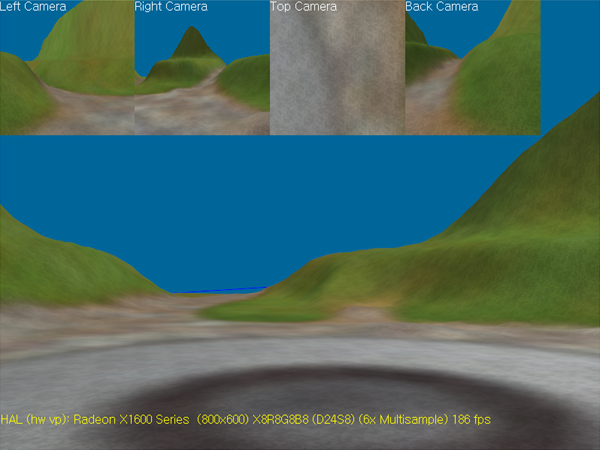 Left Camera
Right Camera
Top Camera
Back Camera
HAL (hw vp): Radeon X1600 Series (800x600) X8R8G8B8 (D24S8) (6x Multisample) 186 fps